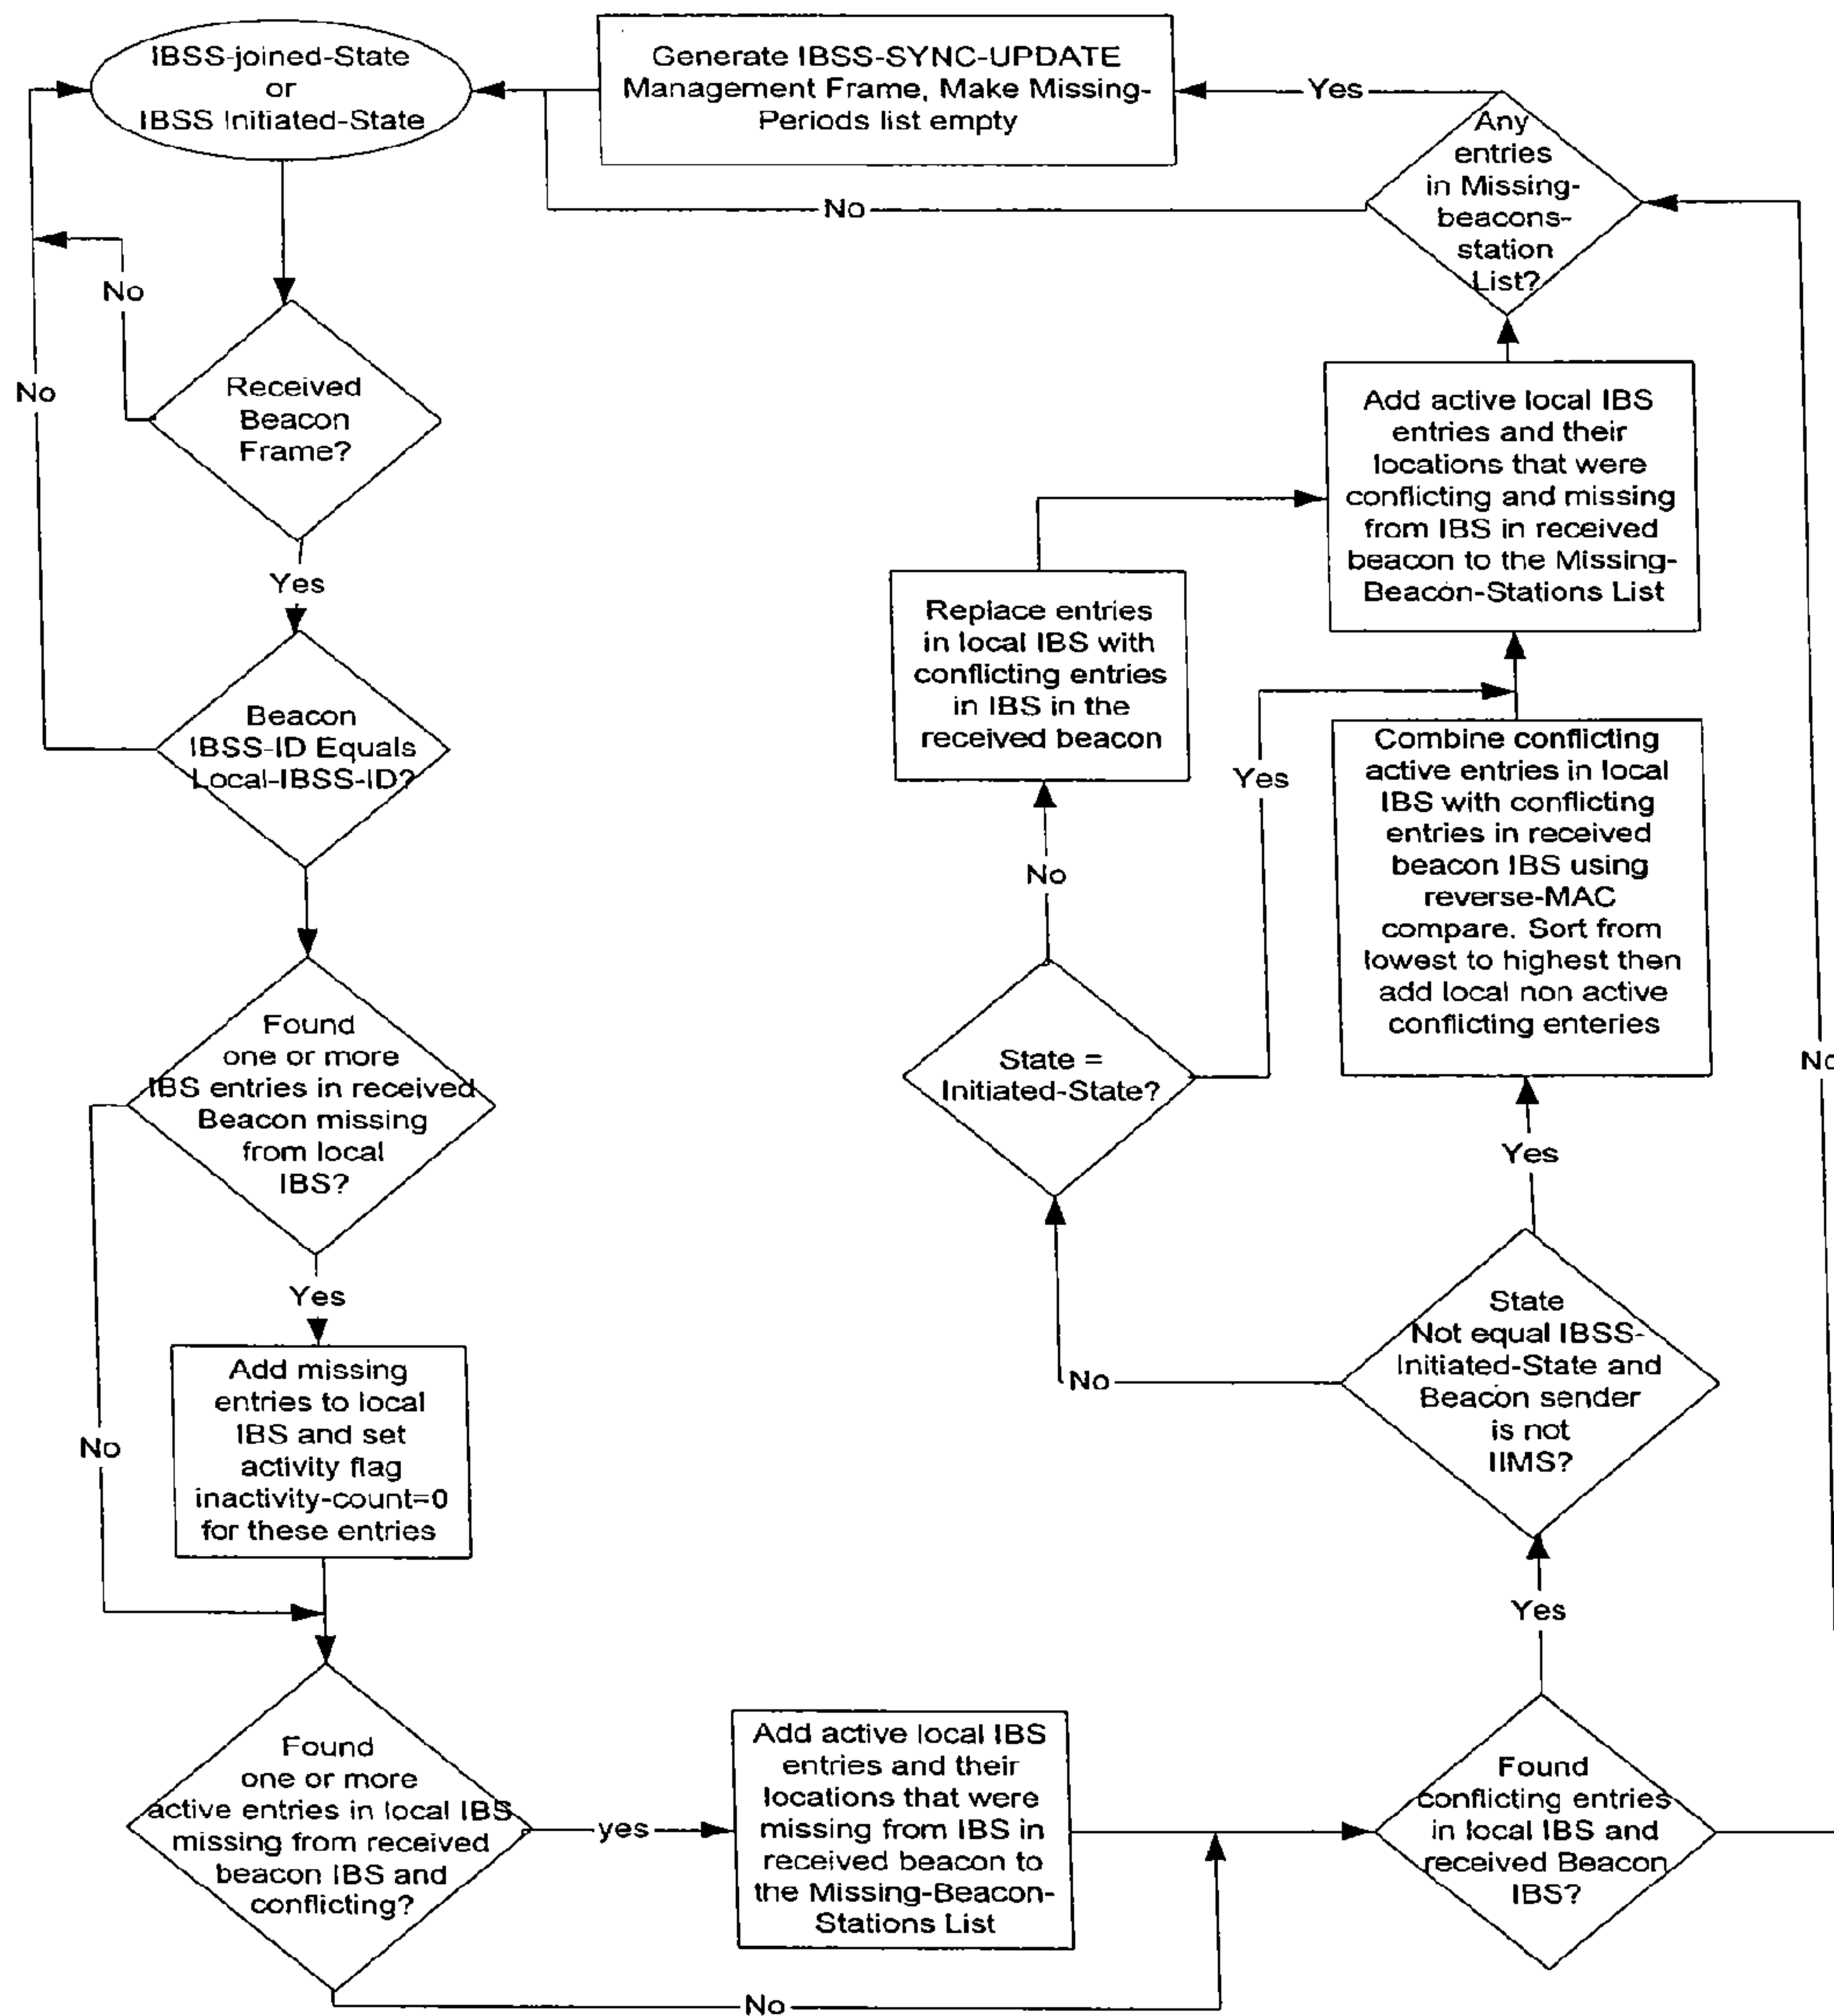 IBSS-joined-State
or
IBSS Initiated-State
Generate IBSS-SYNC-UPDATE
Management Frame, Make Missing-
Periods list empty
Yes
Any
entries
in Missing-
beacons-
station
List?
No
No
No
Received
Beacon
Frame?
Yes
Beacon
IBSS-ID Equals
Local-IBSS-ID?
Found
one or more
IBS entries in received
Beacon missing
from local
IBS?
Yes
No
Add missing
entries to local
IBS and set
activity flag
inactivity-count=0
for these entries
Found
one or more
active entries in local IBS
missing from received
beacon IBS and
conflicting?
yes
No
Add active local IBS
entries and their
locations that were
missing from IBS in
received beacon to
the Missing-Beacon-
Stations List
Found
conflicting entries
in local IBS and
received Beacon
IBS?
Yes
No
State
Not equal IBSS-
Initiated-State and
Beacon sender
is not
IIMS?
No
Yes
State =
Initiated-State?
No
Yes
Replace entries
in local IBS with
conflicting entries
in IBS in the
received beacon
Combine conflicting
active entries in local
IBS with conflicting
entries in received
beacon IBS using
reverse-MAC
compare. Sort from
lowest to highest then
add local non active
conflicting enteries
Add active local IBS
entries and their
locations that were
conflicting and missing
from IBS in received
beacon to the Missing-
Beacon-Stations List